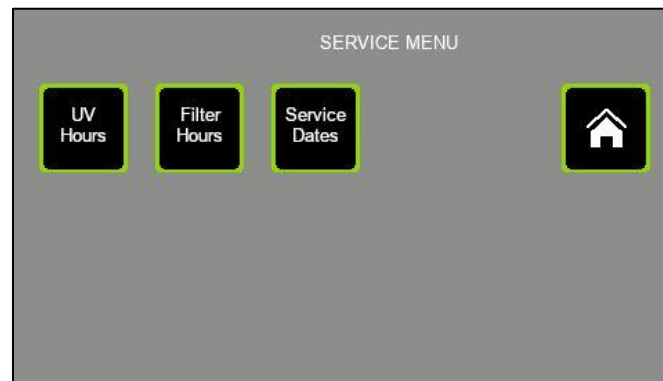 SERVICE MENU
UV
Hours
Filter
Hours
Service
Dates